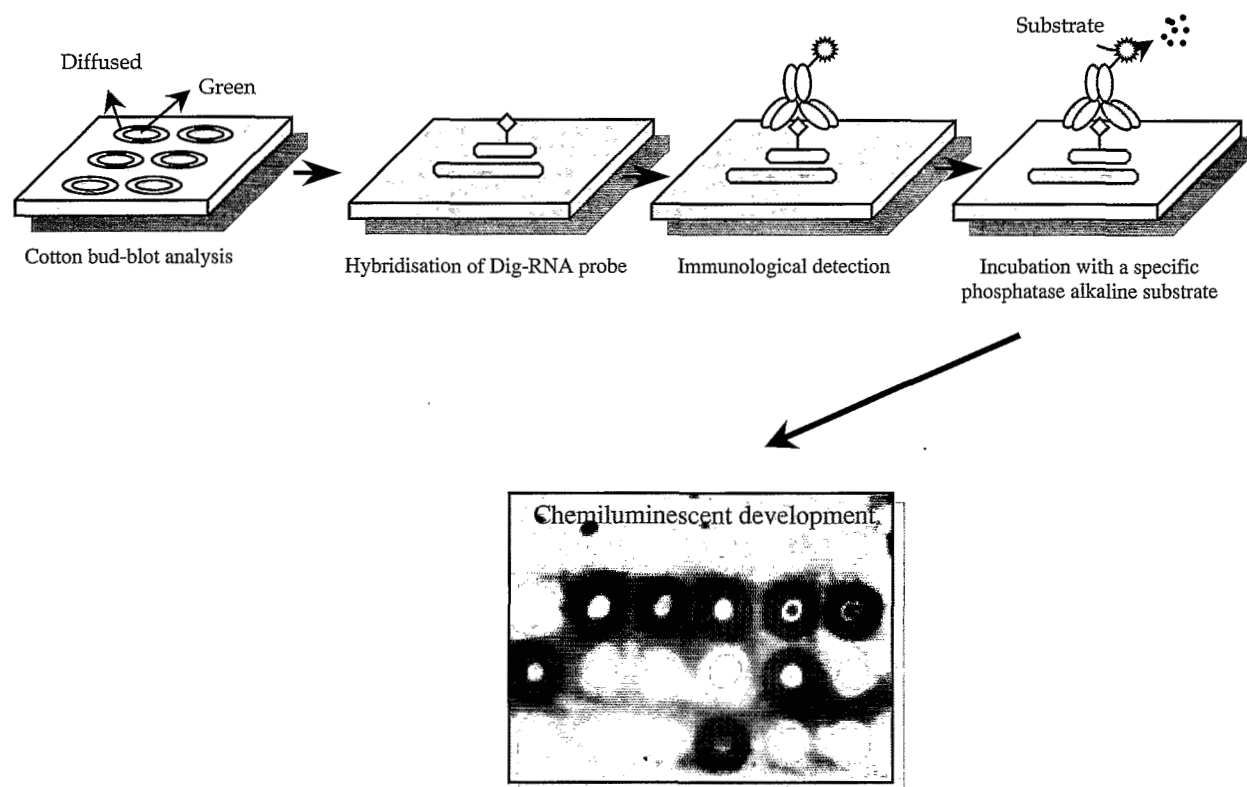 Substrate
Diffused
Green
Cotton bud-blot analysis
Hybridisation of Dig-RNA probe
Immunological detection
Incubation with a specific
phosphatase alkaline substrate
Chemiluminescent development